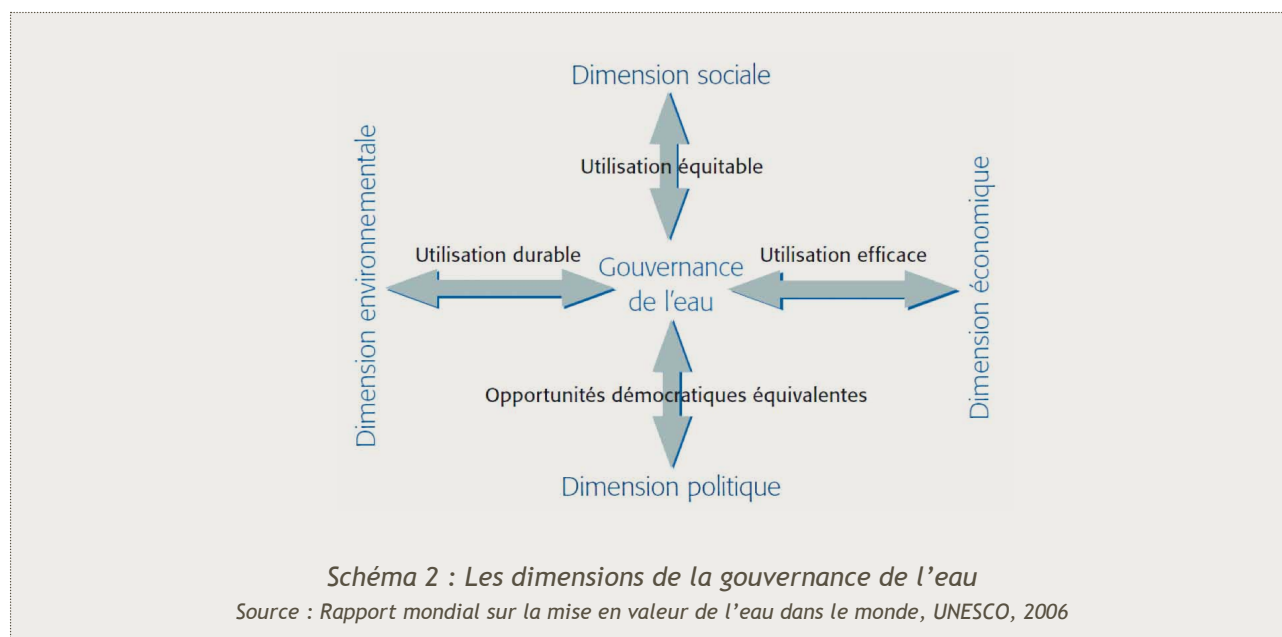 Dimension sociale
Utilisation équitable
Dimension environnementale
Utilisation durable
Gouvernance
de l’eau
Utilisation efficace
Dimension économique
Opportunités démocratiques équivalentes
Dimension politique
Schéma 2 : Les dimensions de la gouvernance de l’eau
Source : Rapport mondial sur la mise en valeur de l’eau dans le monde, UNESCO, 2006